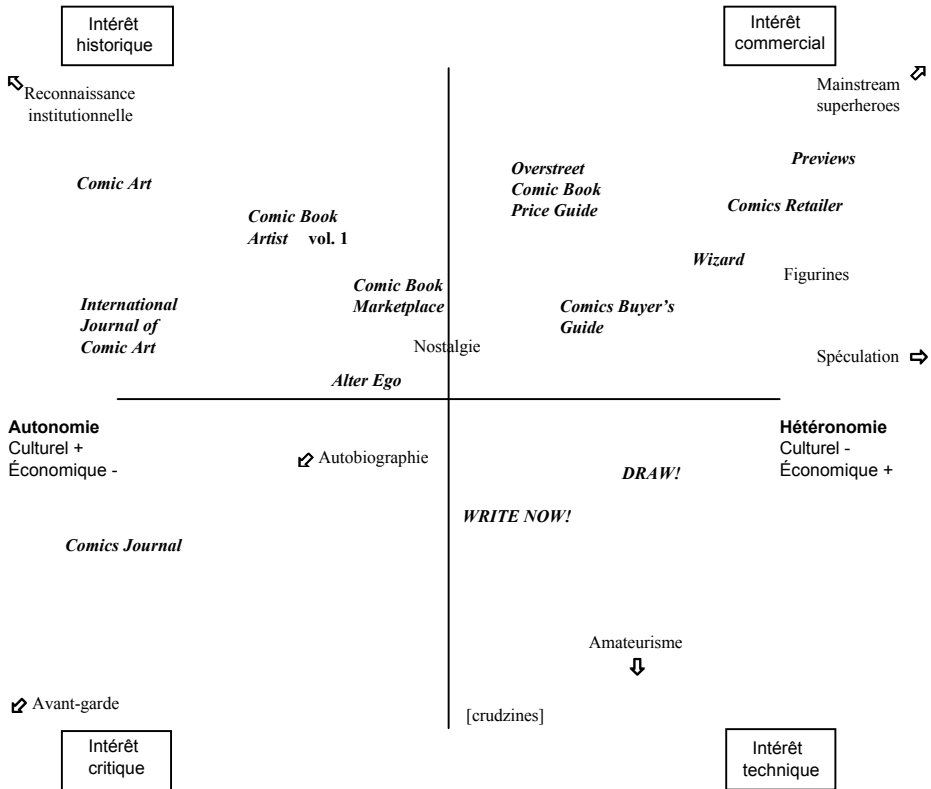 Intérêt
historique
Intérêt
commercial
Reconnaissance
institutionnelle
Mainstream
superheroes
Comic Art
Overstreet
Comic Book
Price Guide
Previews
Comics Retailer
Comic Book
Artist vol. 1
Wizard
Figurines
Comic Book
Marketplace
International
Journal of
Comic Art
Comics Buyer's
Guide
Nostalgie
Spéculation
Alter Ego
Autonomie
Culturel +
Économique -
Hétéronomie
Culturel -
Économique +
Autobiographie
DRAW!
WRITE NOW!
Comics Journal
Amateurisme
Avant-garde
[crudzines]
Intérêt
critique
Intérêt
technique